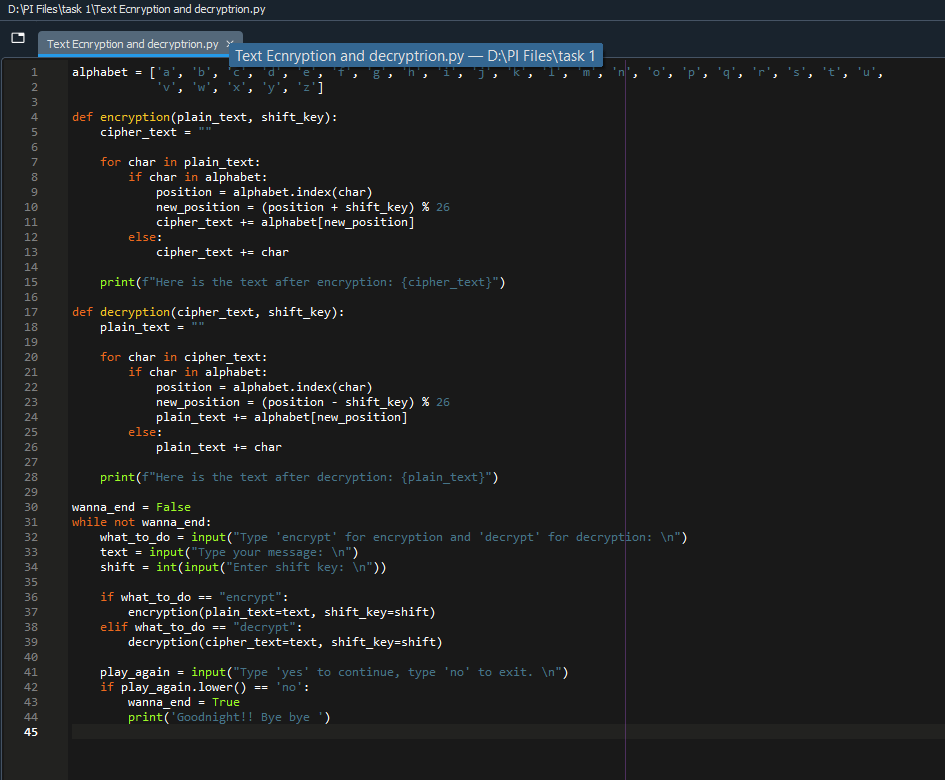 D:\PI Files\task 1\Text Ecnryption and decryptrion.py
Text Ecnryption and decryptrion.py ×
Text Ecnryption and decryptrion.py — D:\PI Files\task 1
1 alphabet = ['a', 'b', 'c', 'd', 'e', 'f', 'g', 'h', 'i', 'j', 'k', 'l', 'm', 'n', 'o', 'p', 'q', 'r', 's', 't', 'u',
2             'v', 'w', 'x', 'y', 'z']
3
4 def encryption(plain_text, shift_key):
5     cipher_text = ""
6
7     for char in plain_text:
8         if char in alphabet:
9             position = alphabet.index(char)
10             new_position = (position + shift_key) % 26
11             cipher_text += alphabet[new_position]
12         else:
13             cipher_text += char
14
15     print(f"Here is the text after encryption: {cipher_text}")
16
17 def decryption(cipher_text, shift_key):
18     plain_text = ""
19
20     for char in cipher_text:
21         if char in alphabet:
22             position = alphabet.index(char)
23             new_position = (position - shift_key) % 26
24             plain_text += alphabet[new_position]
25         else:
26             plain_text += char
27
28     print(f"Here is the text after decryption: {plain_text}")
29
30 wanna_end = False
31 while not wanna_end:
32     what_to_do = input("Type 'encrypt' for encryption and 'decrypt' for decryption: \n")
33     text = input("Type your message: \n")
34     shift = int(input("Enter shift key: \n"))
35
36     if what_to_do == "encrypt":
37         encryption(plain_text=text, shift_key=shift)
38     elif what_to_do == "decrypt":
39         decryption(cipher_text=text, shift_key=shift)
40
41     play_again = input("Type 'yes' to continue, type 'no' to exit. \n")
42     if play_again.lower() == 'no':
43         wanna_end = True
44         print('Goodnight!! Bye bye ')
45